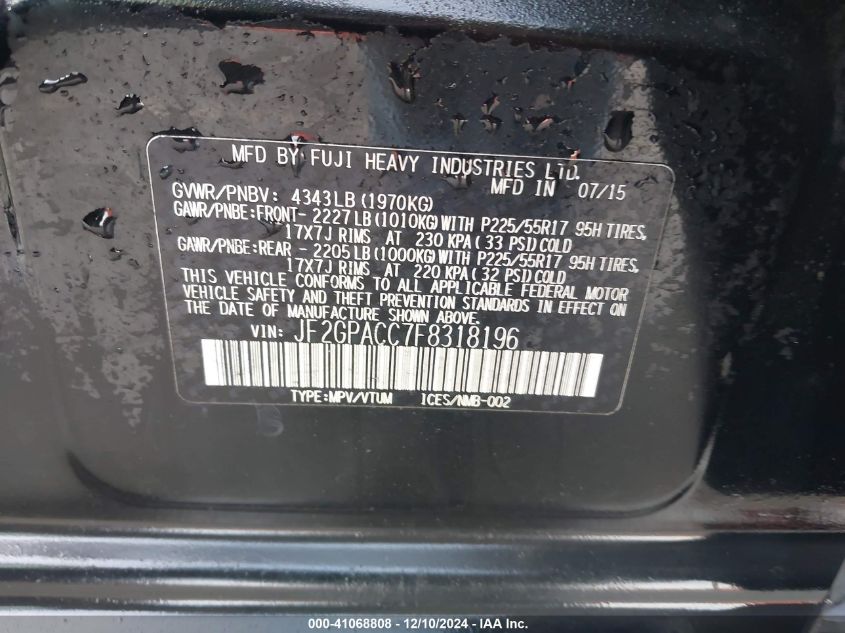 MFD BY FUJI HEAVY INDUSTRIES LTD.
MFD IN 07/15
GVWR/PNBV: 4343LB (1970KG)
GAWR/PNBE:FRONT- 2227LB (1010KG) WITH P225/55R17 95H TIRES,
17X7J RIMS AT 230 KPA (33 PSI) COLD
GAWR/PNBE:REAR - 2205LB (1000KG) WITH P225/55R17 95H TIRES,
17X7J RIMS AT 220 KPA (32 PSI) COLD
THIS VEHICLE CONFORMS TO ALL APPLICABLE FEDERAL MOTOR
VEHICLE SAFETY AND THEFT PREVENTION STANDARDS IN EFFECT ON
THE DATE OF MANUFACTURE SHOWN ABOVE.
VIN: JF2GPACC7F8318196
TYPE:MPV/VTUM ICES/NMB-002
000-41068808 - 12/10/2024 - IAA Inc.